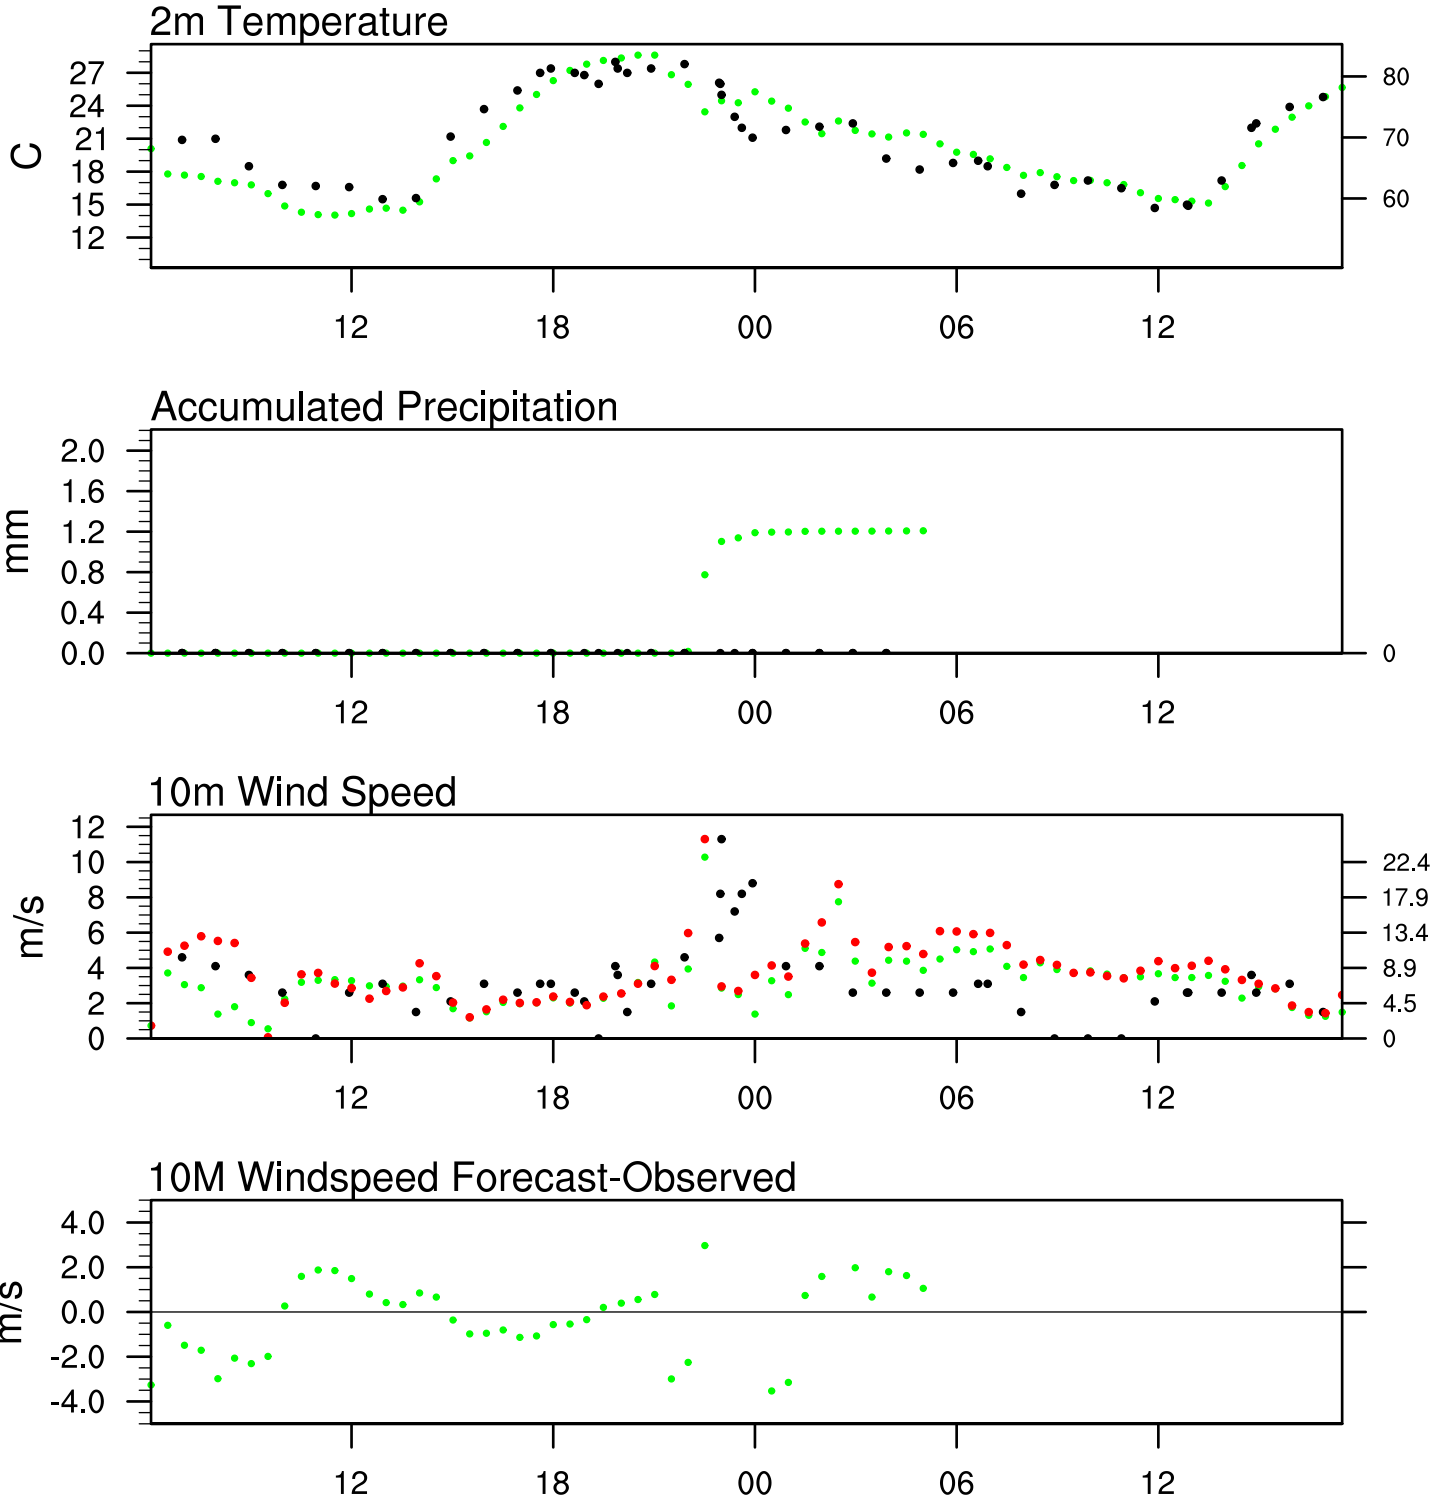 2m Temperature
27
24
21
18
15
12
C
80
70
60
12 18 00 06 12
Accumulated Precipitation
2.0
1.6
1.2
0.8
0.4
0.0
mm
0
12 18 00 06 12
10m Wind Speed
12
10
8
6
4
2
0
m/s
22.4
17.9
13.4
8.9
4.5
0
12 18 00 06 12
10M Windspeed Forecast-Observed
4.0
2.0
0.0
-2.0
-4.0
m/s
12 18 00 06 12